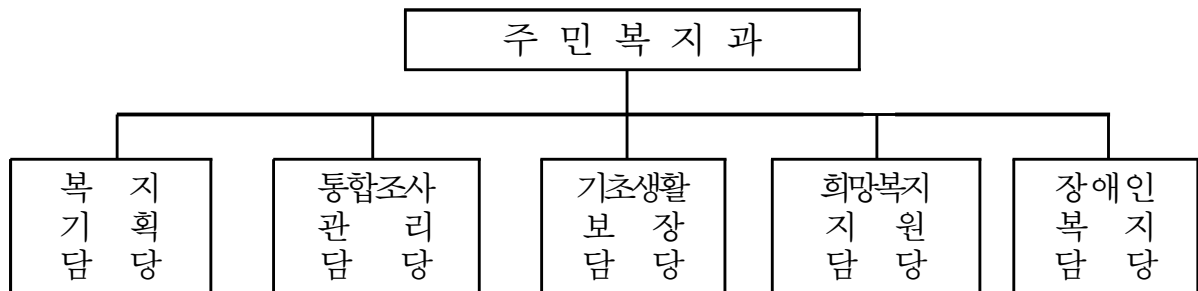 주 민 복 지 과
복 지
기 획
담 당
통합조사
관 리
담 당
기초생활
보 장
담 당
희망복지
지 원
담 당
장애인
복 지
담 당